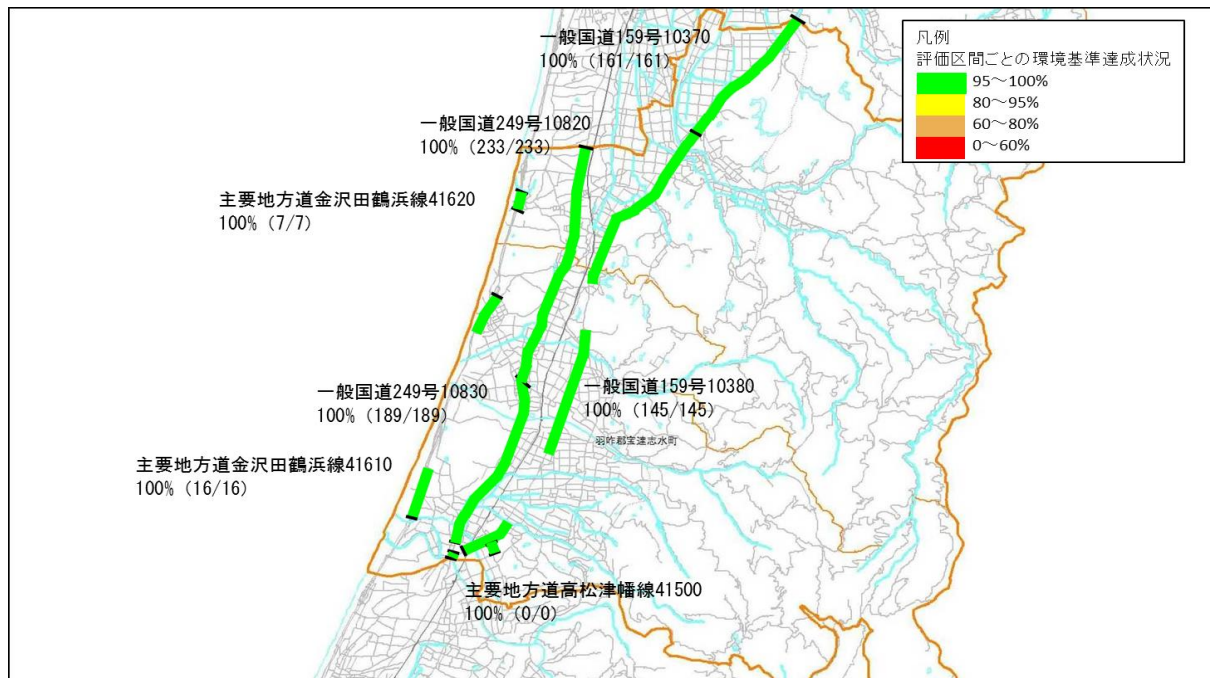 一般国道159号10370
100%（161/161）
凡例
評価区間ごとの環境基準達成状況
95～100%
80～95%
60～80%
0～60%
一般国道249号10820
100%（233/233）
主要地方道金沢田鶴浜線41620
100%（7/7）
一般国道249号10830
100%（189/189）
一般国道159号10380
100%（145/145）
羽咋郡宝達志水町
主要地方道金沢田鶴浜線41610
100%（16/16）
主要地方道高松津幡線41500
100%（0/0）